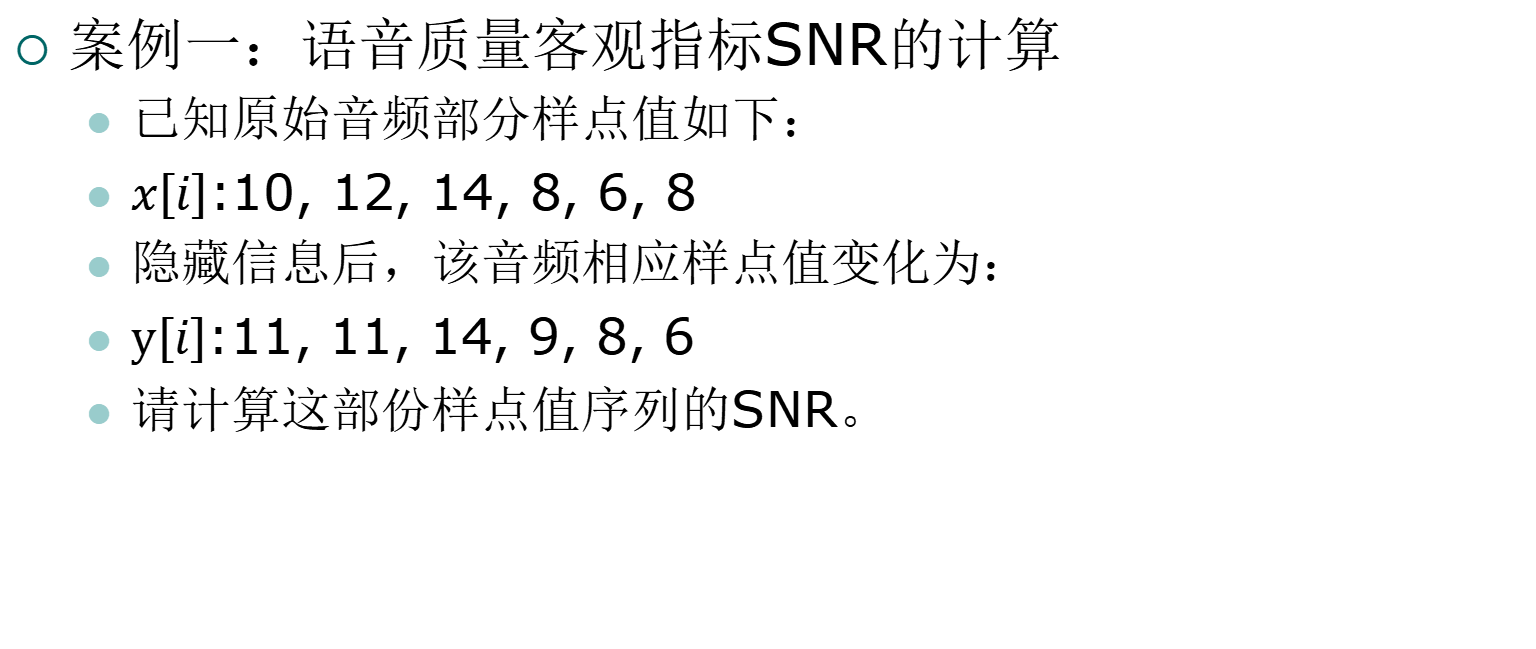 案例一：语音质量客观指标SNR的计算
已知原始音频部分样点值如下：
x[i]:10, 12, 14, 8, 6, 8
隐藏信息后，该音频相应样点值变化为：
y[i]:11, 11, 14, 9, 8, 6
请计算这部份样点值序列的SNR。